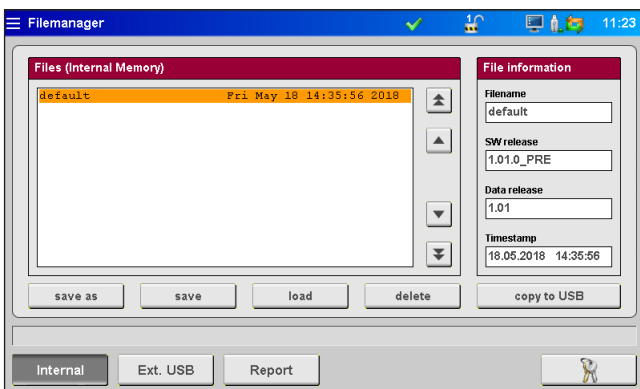 Filemanager 1 11:23
Files (Internal Memory)
default Fri May 18 14:35:56 2018
save as save load delete
File information
Filename
default
SW release
1.01.0_PRE
Data release
1.01
Timestamp
18.05.2018 14:35:56
copy to USB
Internal Ext. USB Report